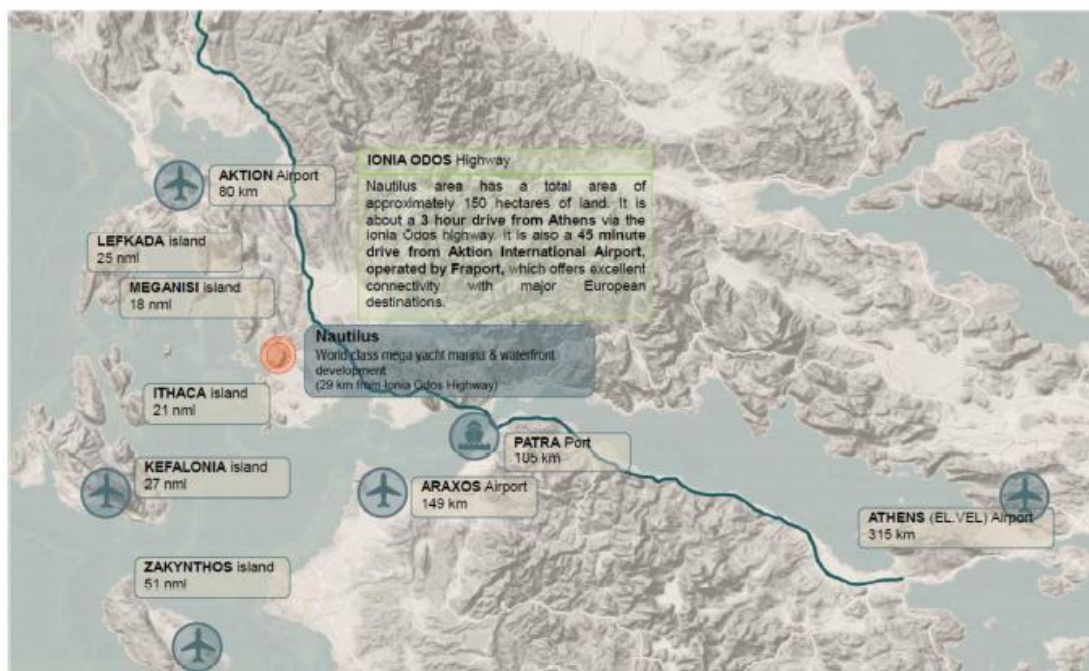 AKTION Airport
80 km
IONIA ODOS Highway
Nautilus area has a total area of
approximately 150 hectares of land. It is
about a 3 hour drive from Athens via the
Ionia Odos highway. It is also a 45 minute
drive from Aktion International Airport,
operated by Fraport, which offers excellent
connectivity with major European
destinations.
LEFKADA island
25 nml
MEGANISI island
18 nml
Nautilus
World class mega yacht marina & waterfront
development
(29 km from Ionia Odos Highway)
ITHACA island
21 nml
PATRA Port
105 km
KEFALONIA island
27 nml
ARAXOS Airport
149 km
ATHENS (EL.VEL) Airport
315 km
ZAKYNTHOS island
51 nml